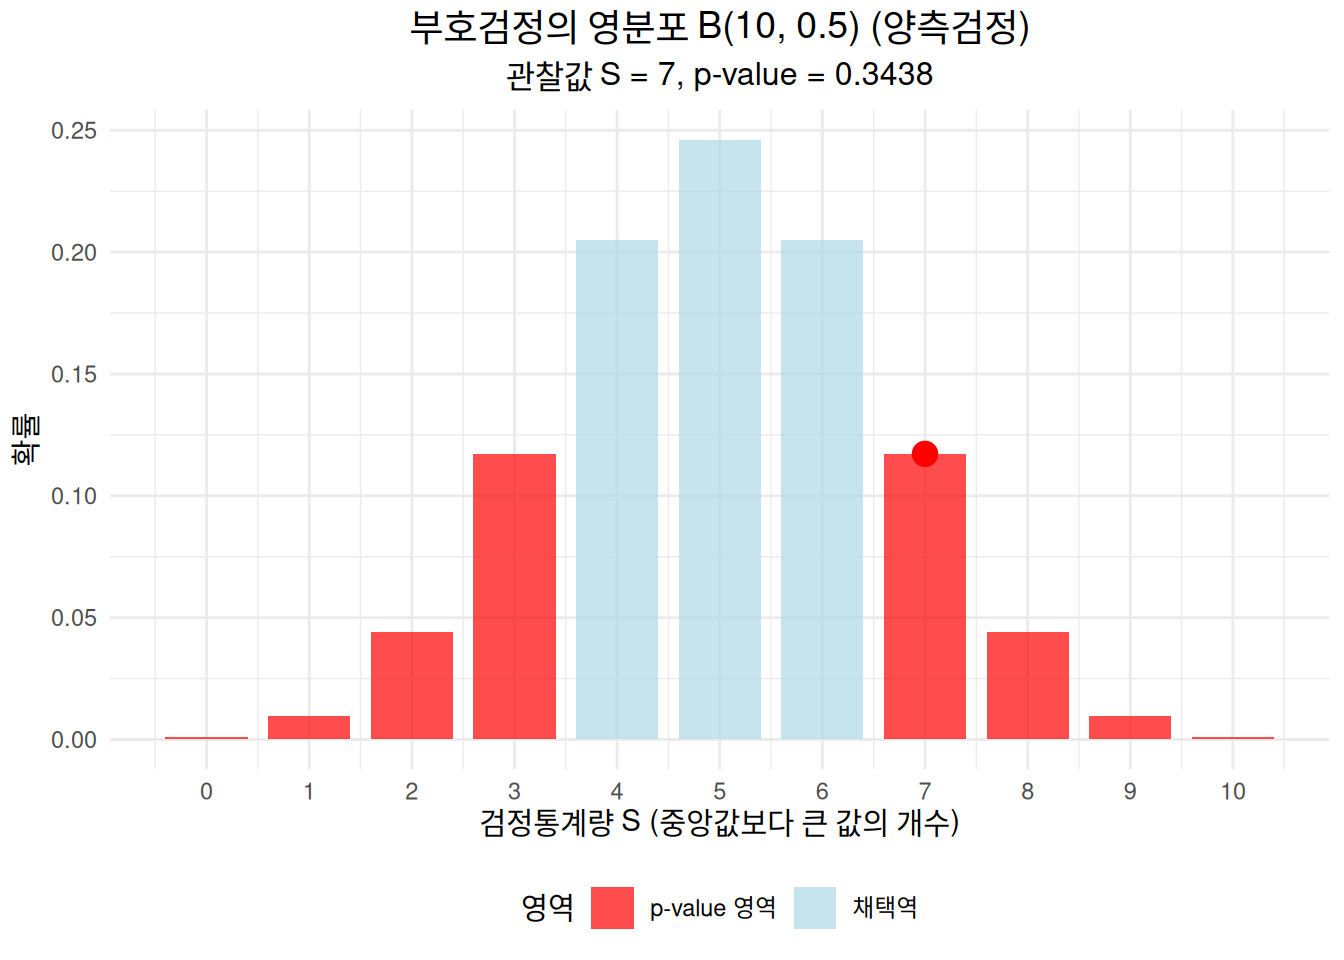 부호검정의 영분포 B(10, 0.5) (양측검정)
관찰값 S = 7, p-value = 0.3438
확률
0.25
0.20
0.15
0.10
0.05
0.00
0 1 2 3 4 5 6 7 8 9 10
검정통계량 S (중앙값보다 큰 값의 개수)
영역 p-value 영역 채택역